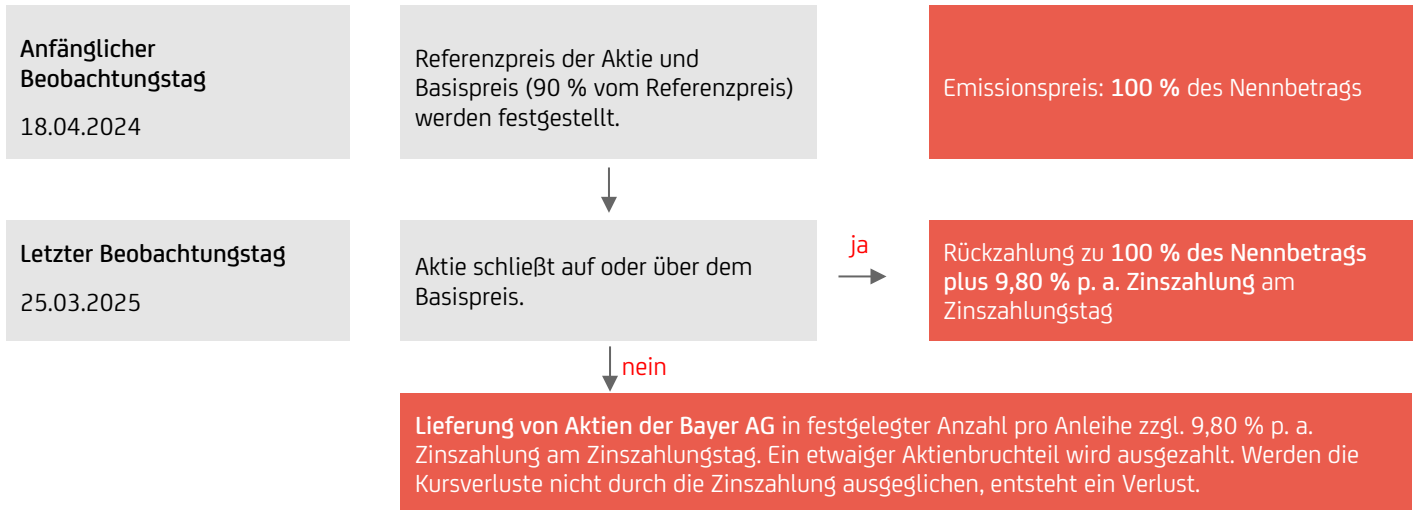 Anfänglicher
Beobachtungstag
18.04.2024
Referenzpreis der Aktie und
Basispreis (90 % vom Referenzpreis)
werden festgestellt.
Emissionspreis: 100 % des Nennbetrags
Letzter Beobachtungstag
25.03.2025
Aktie schließt auf oder über dem
Basispreis.
ja
Rückzahlung zu 100 % des Nennbetrags
plus 9,80 % p. a. Zinszahlung am
Zinszahlungstag
nein
Lieferung von Aktien der Bayer AG in festgelegter Anzahl pro Anleihe zzgl. 9,80 % p. a.
Zinszahlung am Zinszahlungstag. Ein etwaiger Aktienbruchteil wird ausgezahlt. Werden die
Kursverluste nicht durch die Zinszahlung ausgeglichen, entsteht ein Verlust.